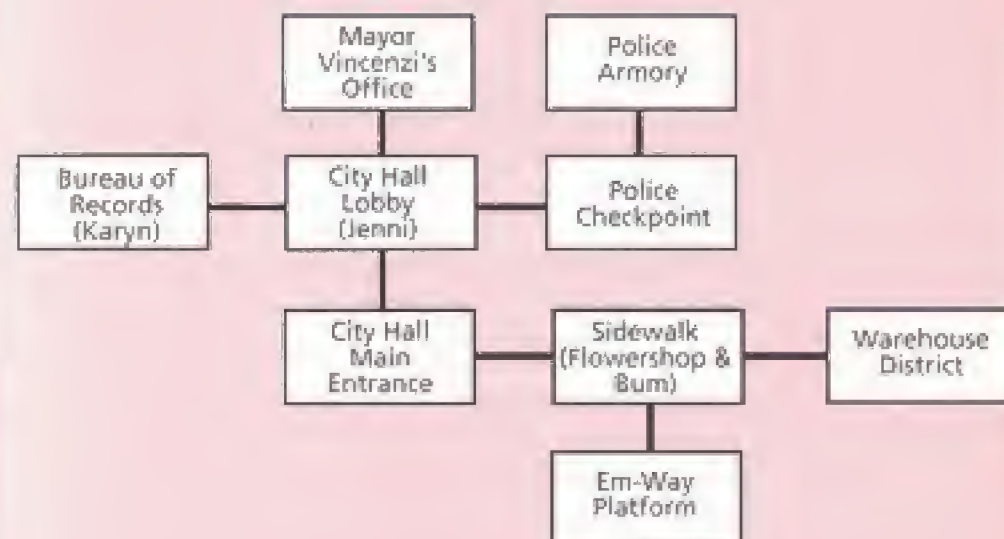 Mayor
Vincenzi's
Office
Police
Armory
Bureau of
Records
(Karyn)
City Hall
Lobby
(Jenni)
Police
Checkpoint
City Hall
Main
Entrance
Sidewalk
(Flowershop &
Bum)
Warehouse
District
Em-Way
Platform